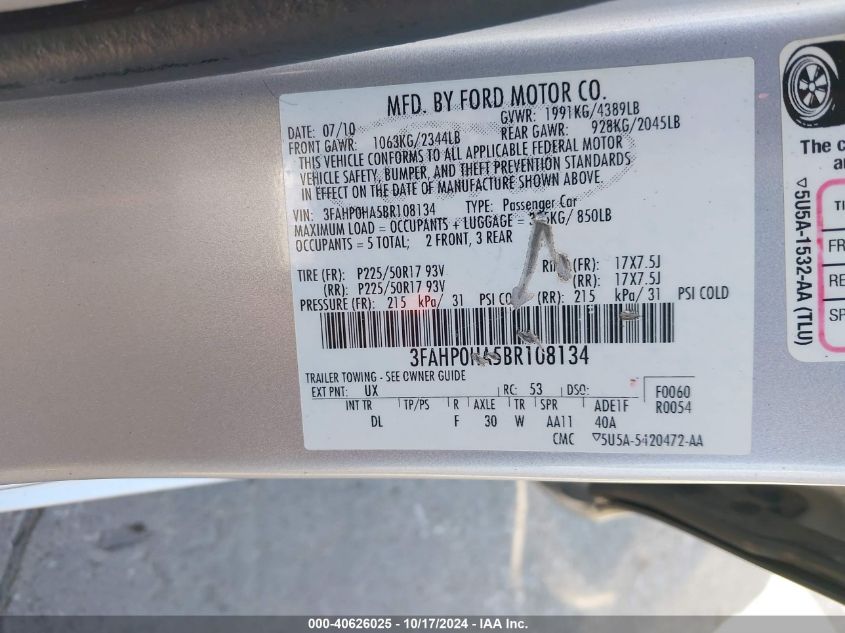 MFD. BY FORD MOTOR CO.
DATE: 07/10 GVWR: 1991KG/4389LB
FRONT GAWR: 1063KG/2344LB REAR GAWR: 928KG/2045LB
THIS VEHICLE CONFORMS TO ALL APPLICABLE FEDERAL MOTOR
VEHICLE SAFETY, BUMPER, AND THEFT PREVENTION STANDARDS
IN EFFECT ON THE DATE OF MANUFACTURE SHOWN ABOVE.
VIN: 3FAHP0HA5BR108134 TYPE: Passenger Car
MAXIMUM LOAD = OCCUPANTS + LUGGAGE = / 850LB
OCCUPANTS = 5 TOTAL; 2 FRONT, 3 REAR
TIRE (FR): P225/50R17 93V (FR): 17X7.5J
(RR): P225/50R17 93V (RR): 17X7.5J
PRESSURE (FR): 215 kPa/ 31 PSI (RR): 215 kPa/ 31 PSI COLD
3FAHP0HA5BR108134
TRAILER TOWING - SEE OWNER GUIDE
EXT PNT: UX RC: 53 DSO: F0060
INT TR TP/PS R AXLE TR SPR ADE1F R0054
DL F 30 W AA11 40A
CMC ▽5U5A-5420472-AA
▽5U5A-1532-AA (TLU)
The c
TI
FR
RE
SP
000-40626025 - 10/17/2024 - IAA Inc.